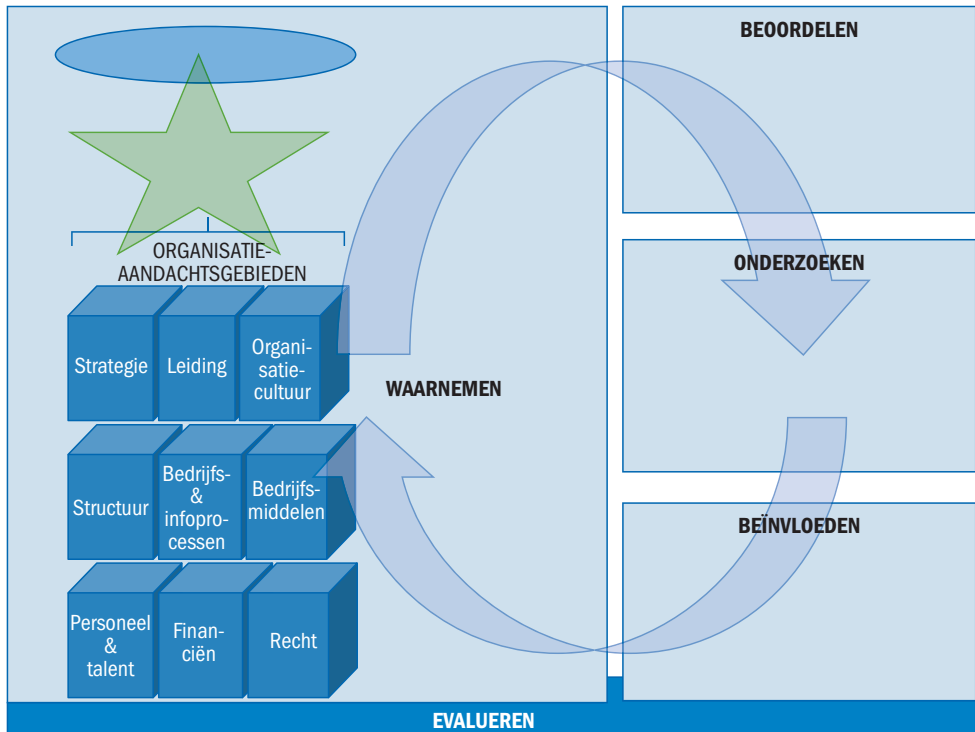 ORGANISATIE-
AANDACHTSGEBIEDEN
Strategie
Leiding
Organi-
satie-
cultuur
Structuur
Bedrijfs-
&
infopro-
cessen
Bedrijfs-
middelen
Personeel
&
talent
Finan-
ciën
Recht
WAARNEMEN
BEOORDELEN
ONDERZOEKEN
BEÏNVLOEDEN
EVALUEREN